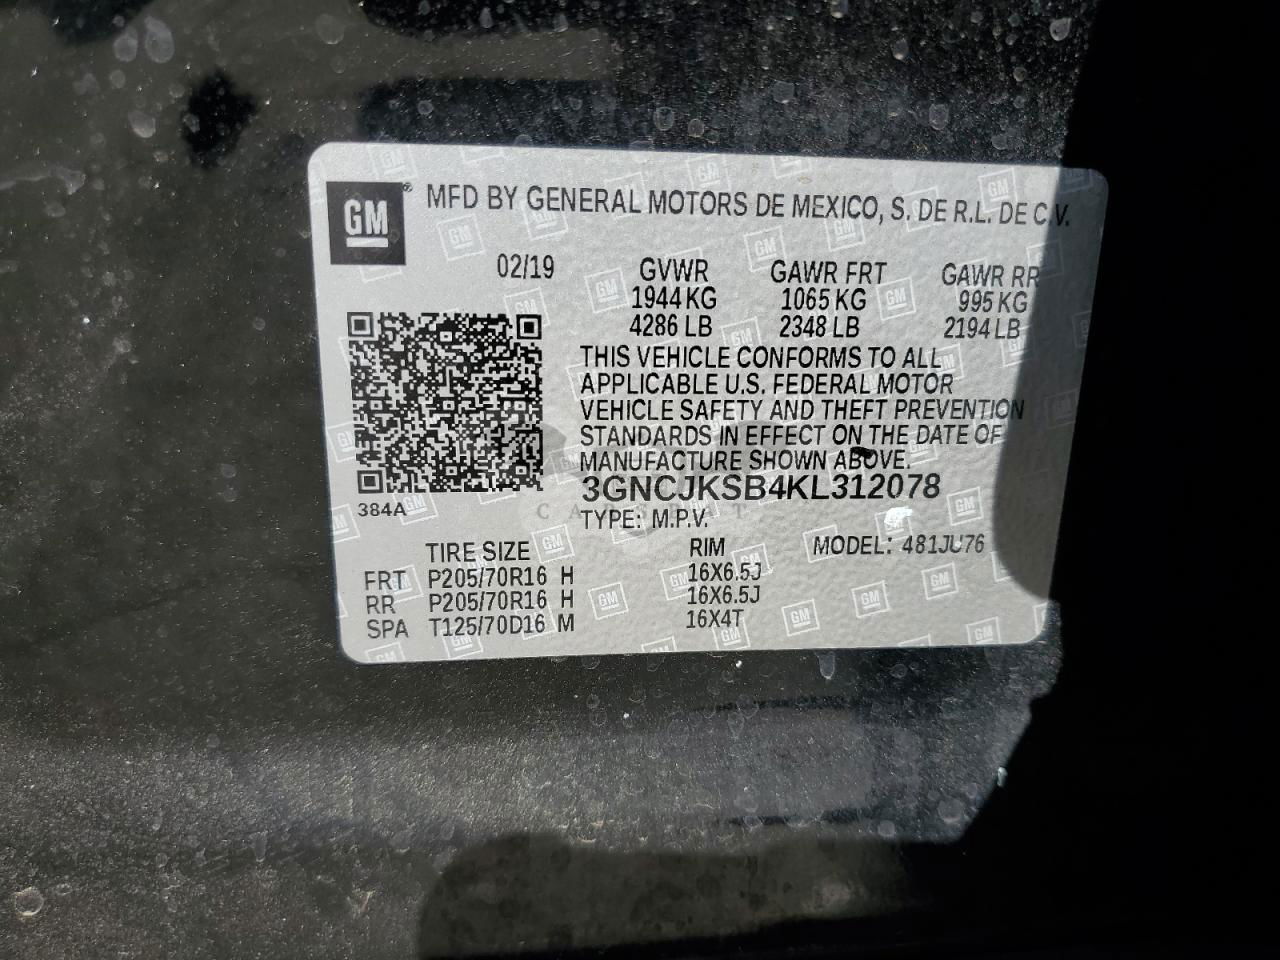 GM® MFD BY GENERAL MOTORS DE MEXICO, S. DE R.L. DE C.V.
02/19 GVWR GAWR FRT GAWR RR
1944 KG 1065 KG 995 KG
4286 LB 2348 LB 2194 LB
THIS VEHICLE CONFORMS TO ALL
APPLICABLE U.S. FEDERAL MOTOR
VEHICLE SAFETY AND THEFT PREVENTION
STANDARDS IN EFFECT ON THE DATE OF
MANUFACTURE SHOWN ABOVE.
3GNCJKSB4KL312078
384A
TYPE: M.P.V.
TIRE SIZE RIM MODEL: 481JU76
FRT P205/70R16 H 16X6.5J
RR P205/70R16 H 16X6.5J
SPA T125/70D16 M 16X4T